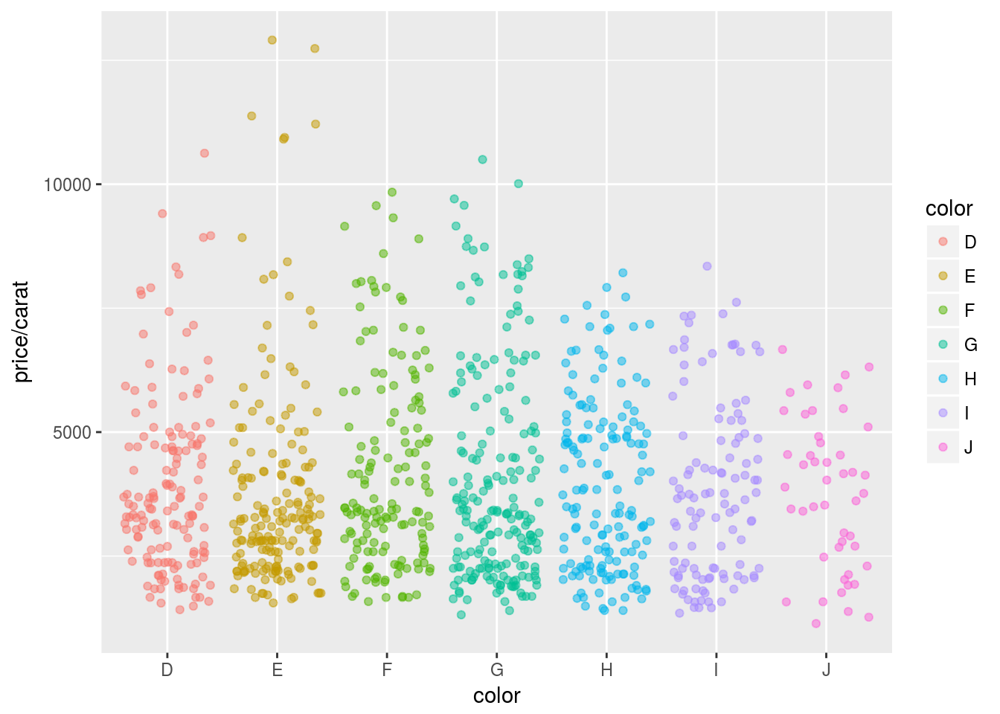 price/carat
10000
5000
D E F G H I J
color
color
D
E
F
G
H
I
J